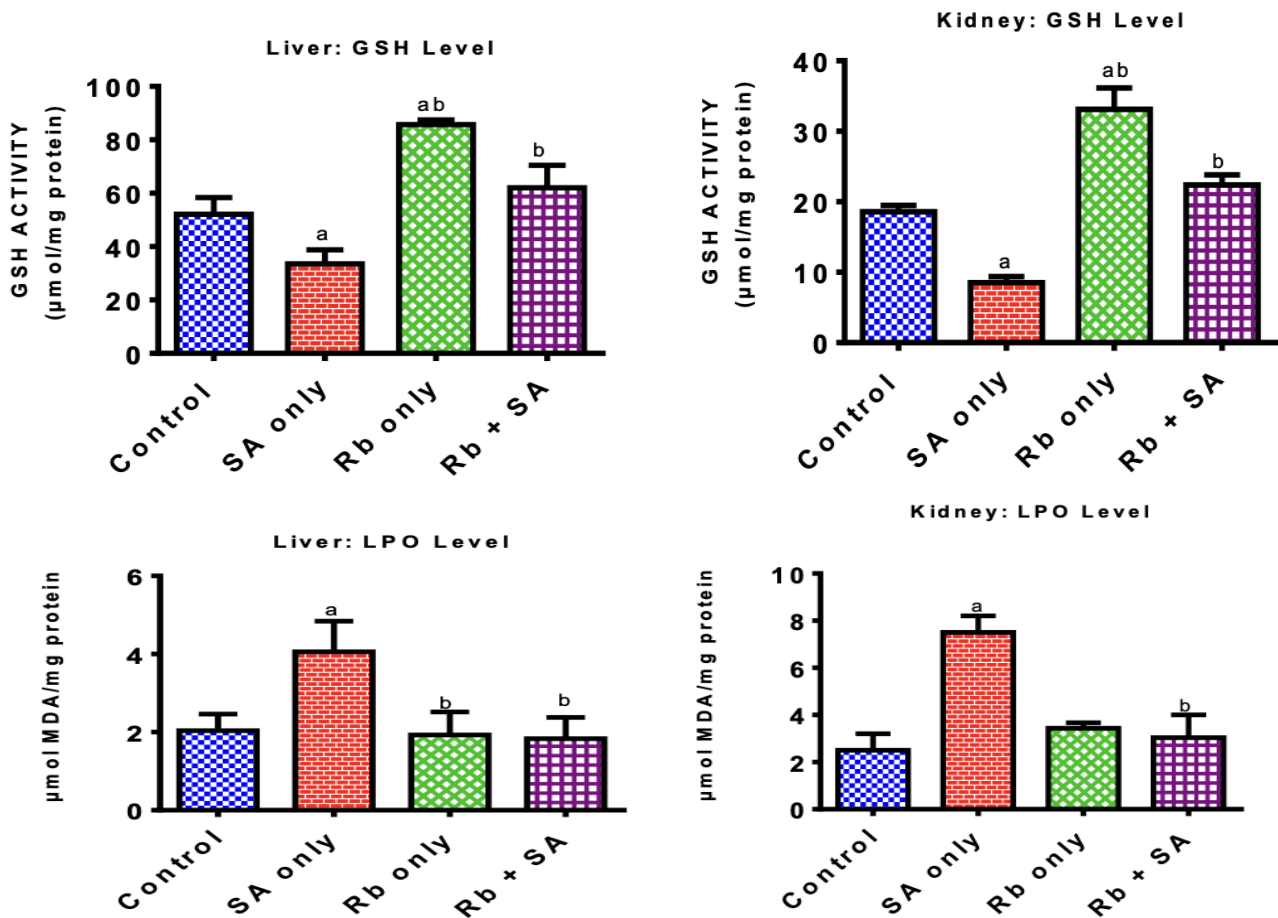 Liver: GSH Level
GSH ACTIVITY
(µmol/mg protein)
100
80
60
40
20
0
a
ab
b
Control
SA only
Rb only
Rb + SA
Kidney: GSH Level
GSH ACTIVITY
(µmol/mg protein)
40
30
20
10
0
a
ab
b
Control
SA only
Rb only
Rb + SA
Liver: LPO Level
µmol MDA/mg protein
6
4
2
0
a
b
b
Control
SA only
Rb only
Rb + SA
Kidney: LPO Level
µmol MDA/mg protein
10
8
6
4
2
0
a
b
Control
SA only
Rb only
Rb + SA